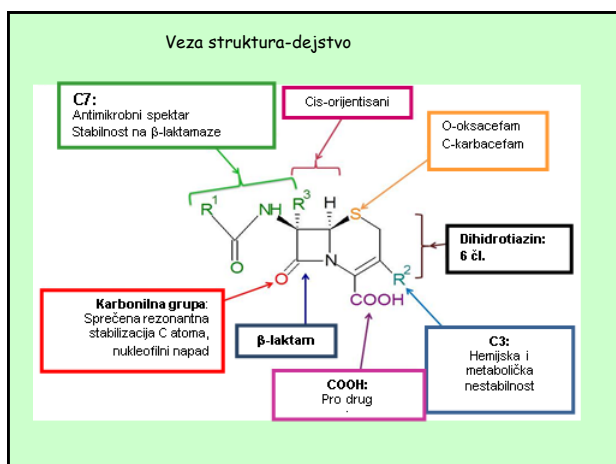 Veza struktura-dejstvo
C7:
Antimikrobni spektar
Stabilnost na β-laktamaze
Cis-orijentisani
O-oksacefam
C-karbacefam
R¹
NH
R³
H
S
O
O
N
R²
COOH
Dihidrotiazin:
6 čl.
Karbonilna grupa:
Sprečena rezonantna
stabilizacija C atoma,
nukleofilni napad
β-laktam
COOH:
Pro drug
.
C3:
Hemijska i
metabolička
nestabilnost